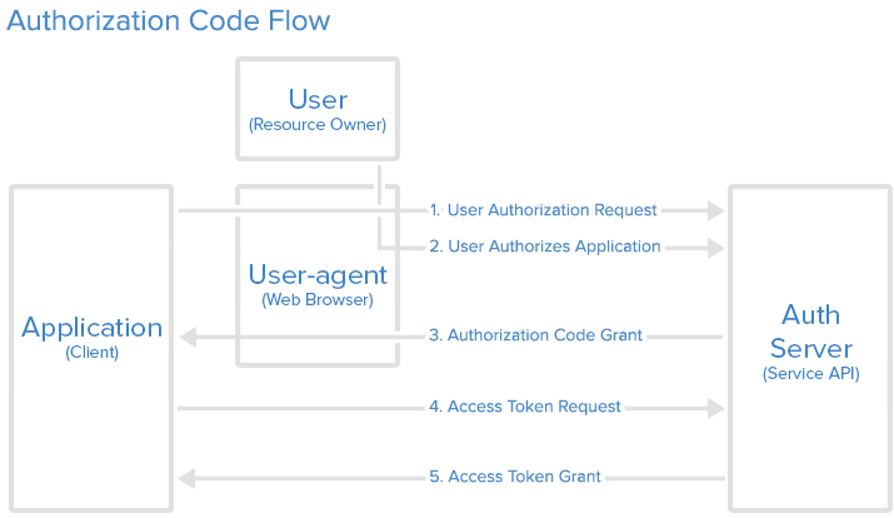 Authorization Code Flow
User
(Resource Owner)
1. User Authorization Request
2. User Authorizes Application
User-agent
(Web Browser)
Application
(Client)
3. Authorization Code Grant
Auth
Server
(Service API)
4. Access Token Request
5. Access Token Grant